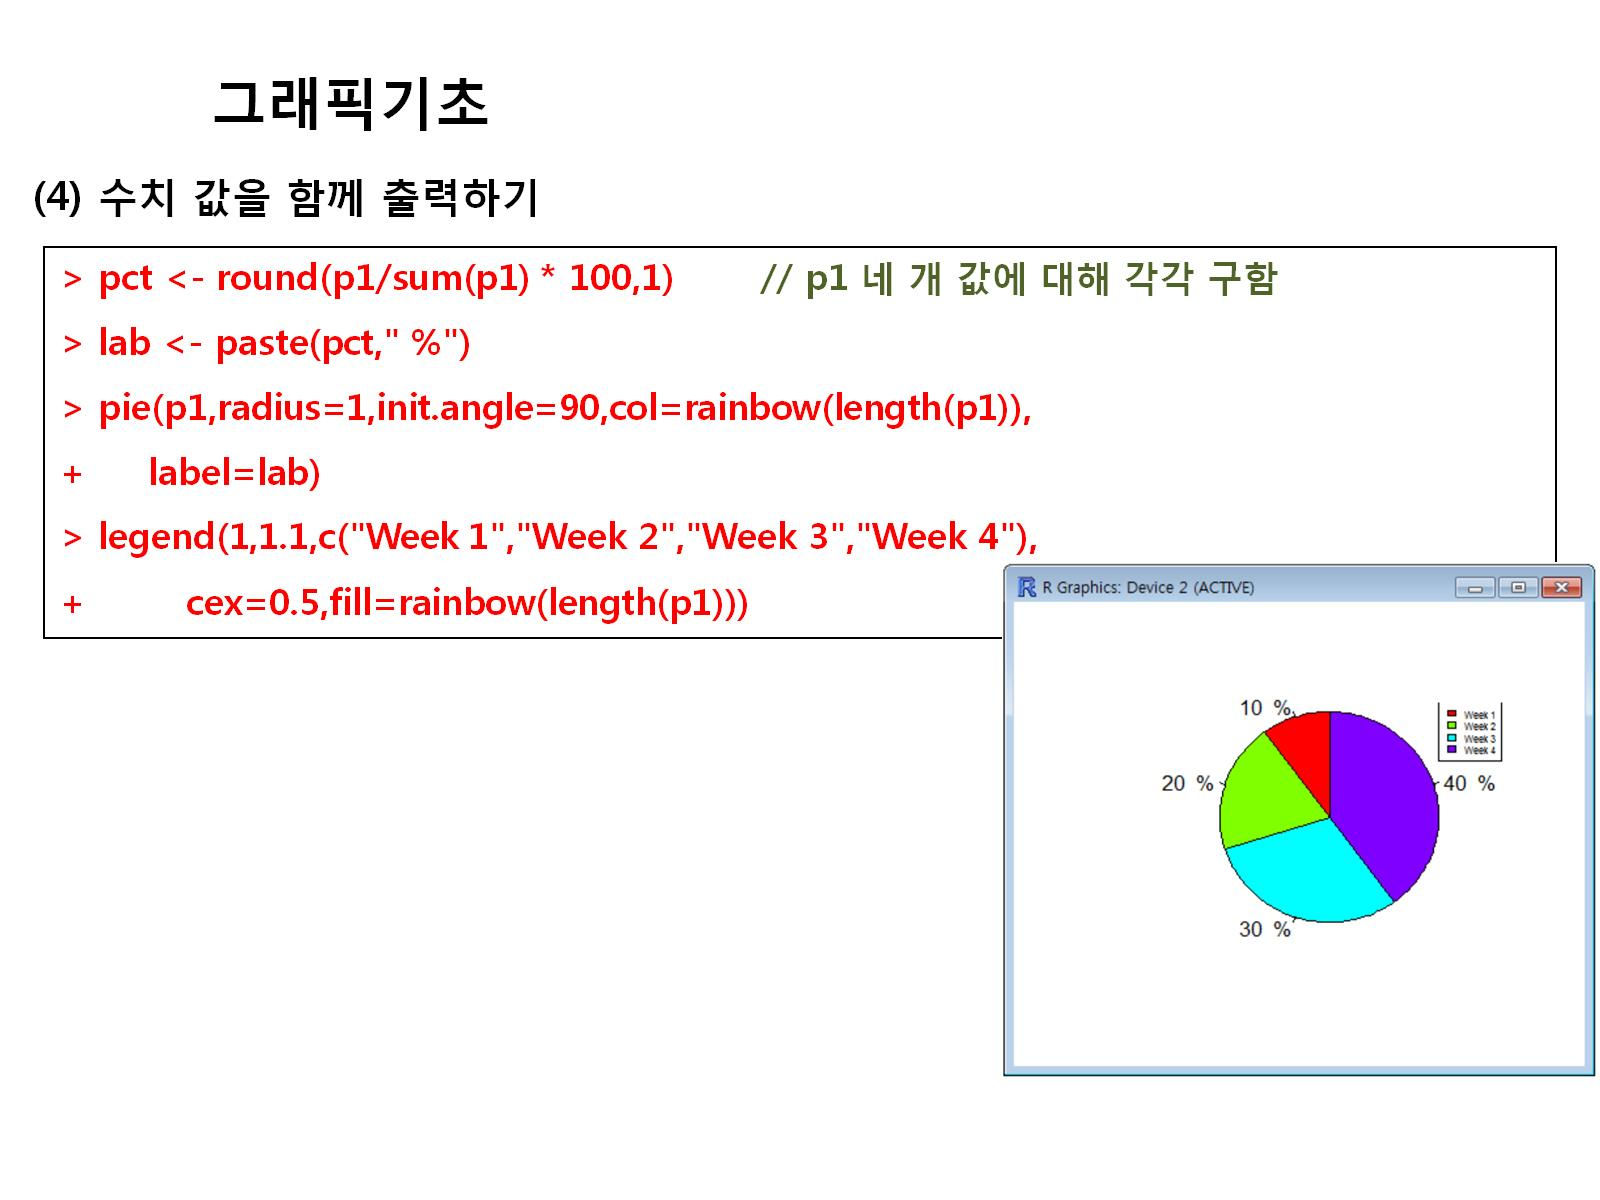 그래픽기초
(4) 수치 값을 함께 출력하기
> pct <- round(p1/sum(p1) * 100,1) // p1 네 개 값에 대해 각각 구함
> lab <- paste(pct," %")
> pie(p1,radius=1,init.angle=90,col=rainbow(length(p1)),
+ label=lab)
> legend(1,1.1,c("Week 1","Week 2","Week 3","Week 4"),
+ cex=0.5,fill=rainbow(length(p1)))
R Graphics: Device 2 (ACTIVE)
10 %
Week 1
Week 2
Week 3
Week 4
20 %
40 %
30 %